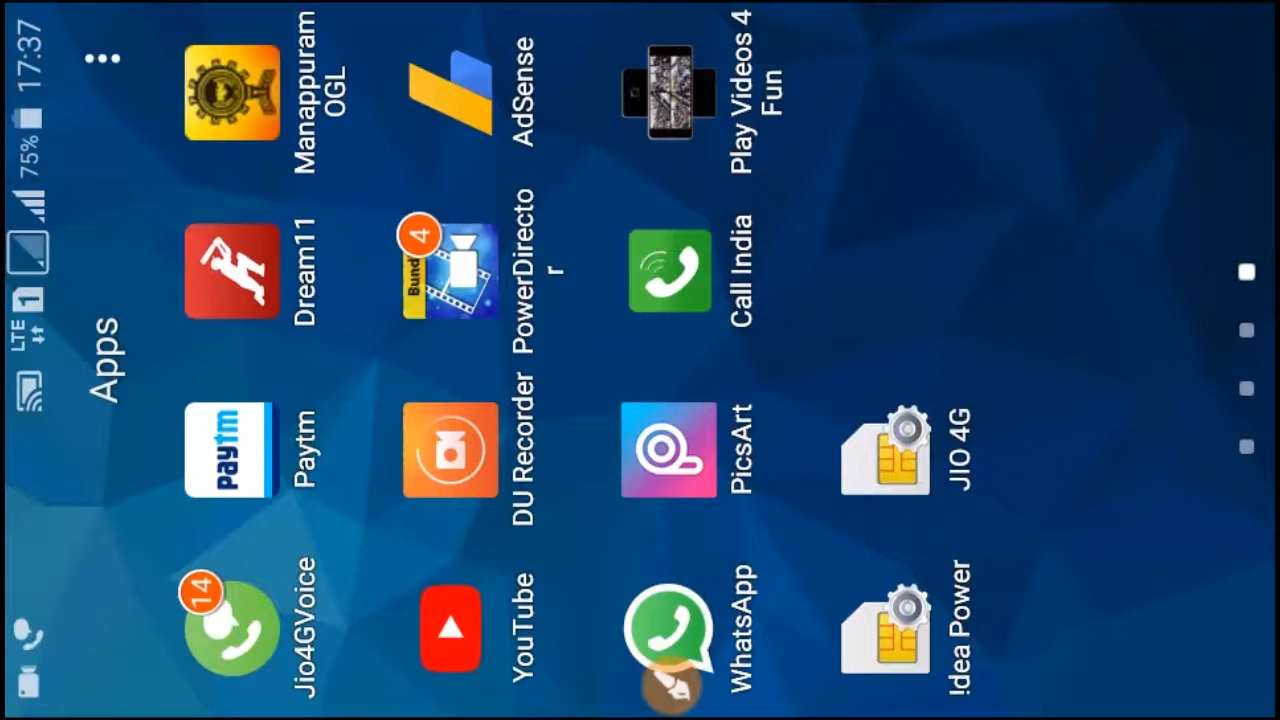 LTE 1 75% 17:37
Apps
14
Jio4GVoice
paytm
Paytm
Dream11
Manappuram
OGL
YouTube
DU Recorder
4
Bund
PowerDirecto
r
AdSense
WhatsApp
PicsArt
Call India
Play Videos 4
Fun
!dea Power
JIO 4G